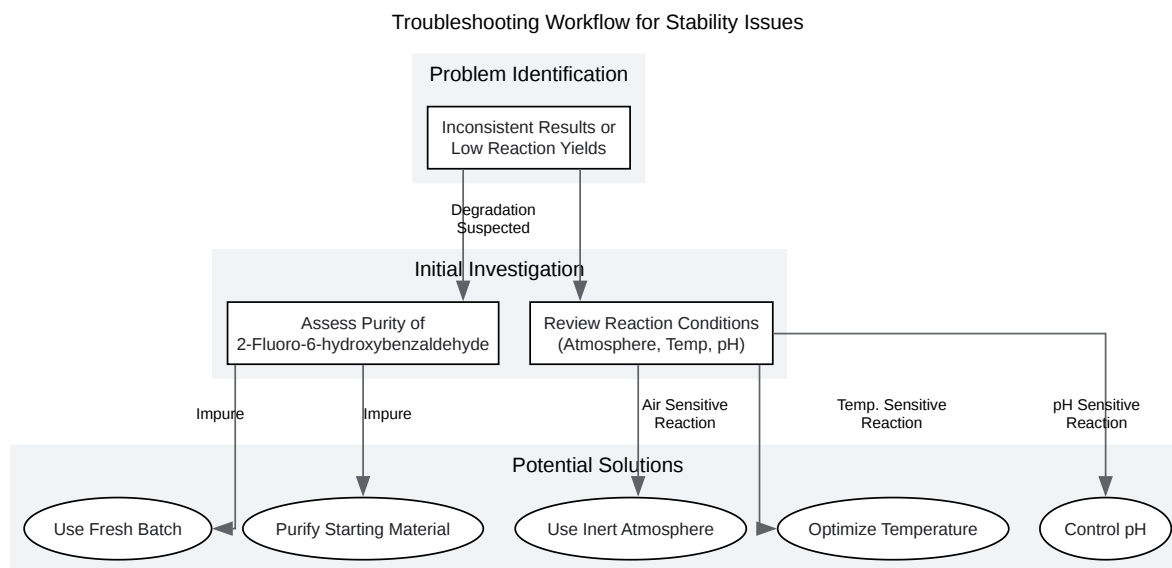 Troubleshooting Workflow for Stability Issues
Problem Identification
Inconsistent Results or
Low Reaction Yields
Degradation
Suspected
Initial Investigation
Assess Purity of
2-Fluoro-6-hydroxybenzaldehyde
Review Reaction Conditions
(Atmosphere, Temp, pH)
Impure
Impure
Air Sensitive
Reaction
Temp. Sensitive
Reaction
pH Sensitive
Reaction
Potential Solutions
Use Fresh Batch
Purify Starting Material
Use Inert Atmosphere
Optimize Temperature
Control pH